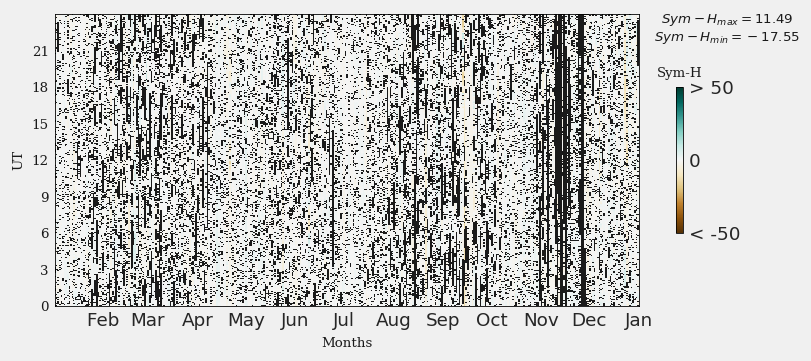 Sym − H_max = 11.49
Sym − H_min = −17.55
Sym-H
> 50
0
< -50
21
18
15
12
9
6
3
0
UT
Feb Mar Apr May Jun Jul Aug Sep Oct Nov Dec Jan
Months